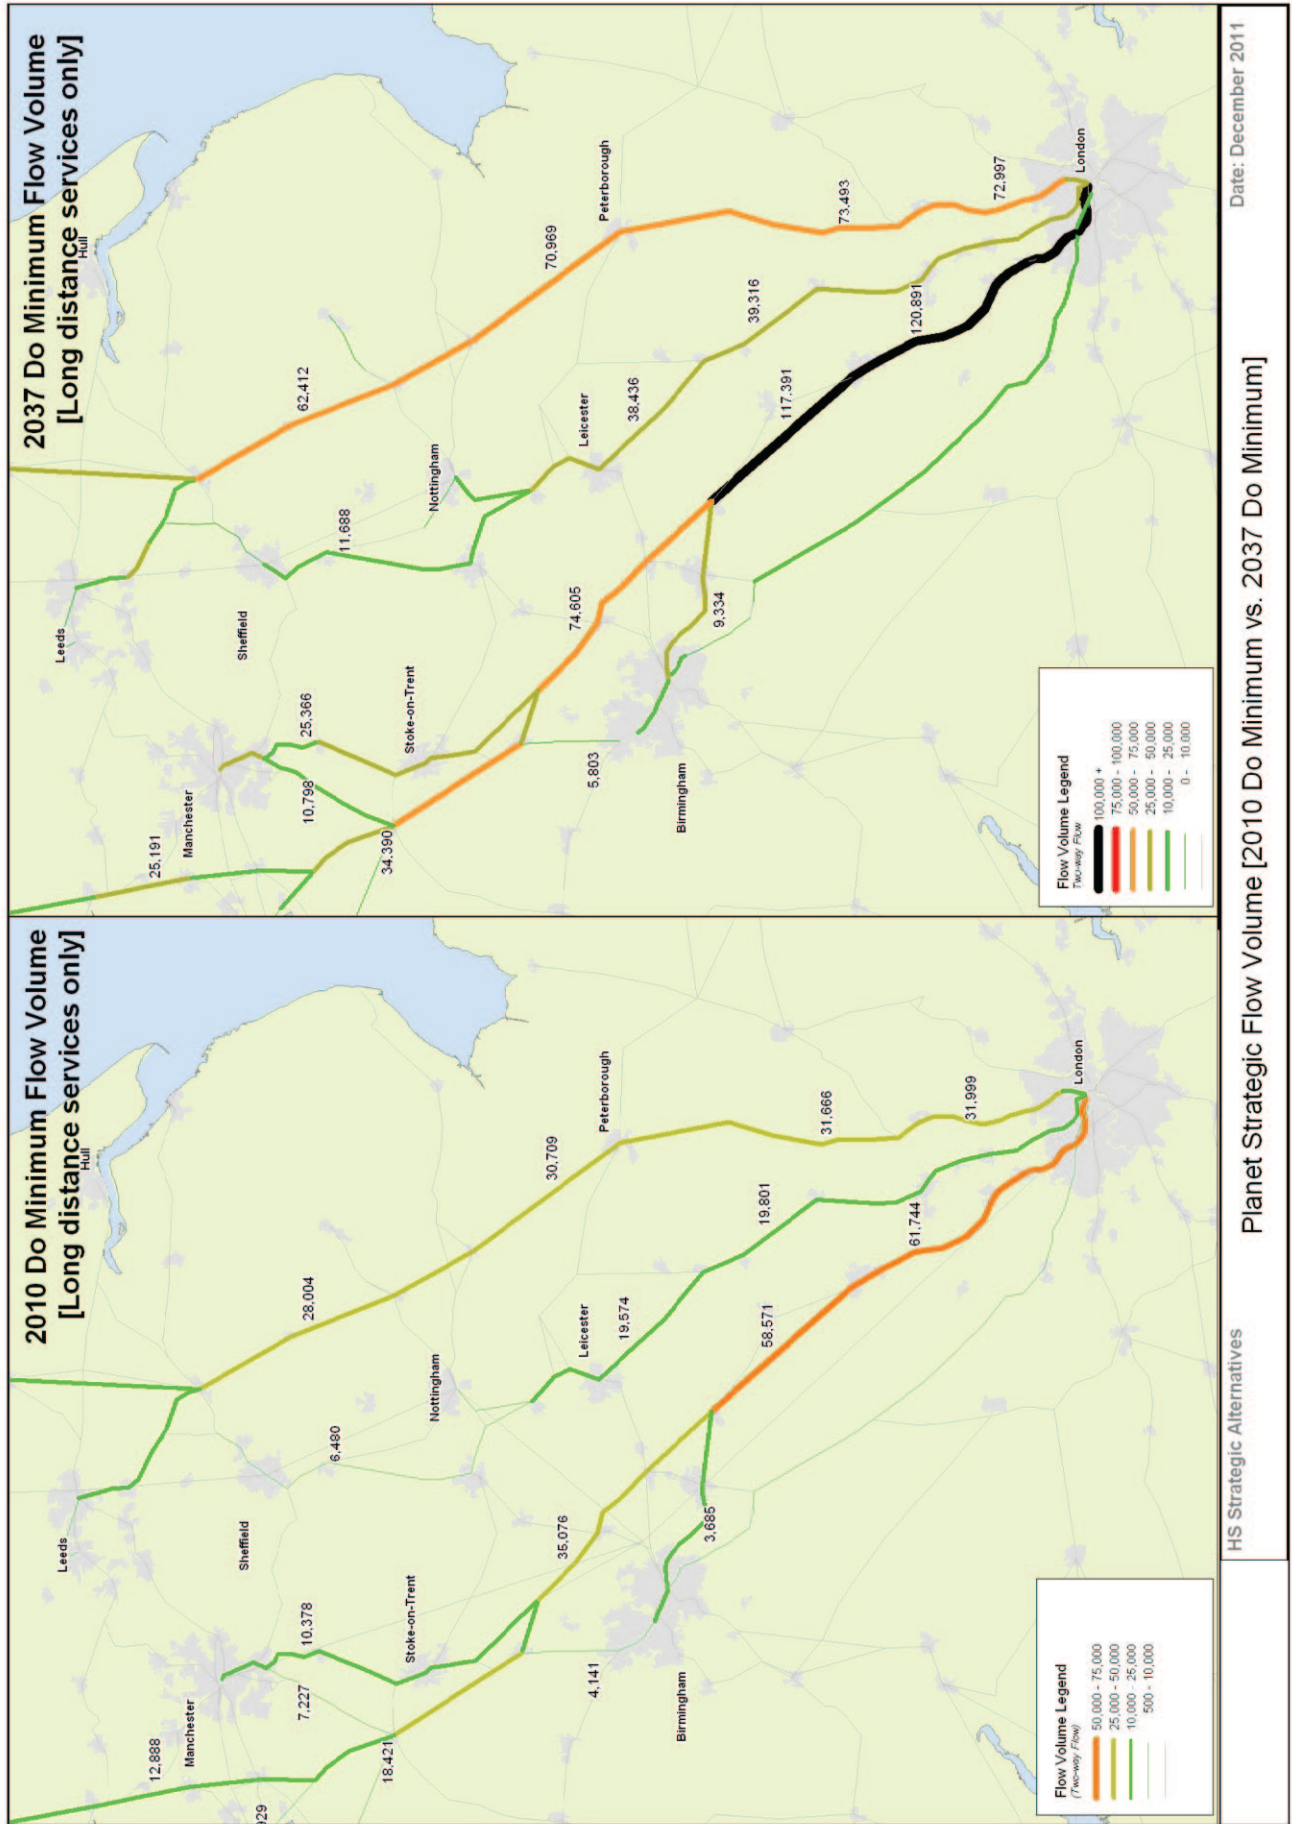 2010 Do Minimum Flow Volume
[Long distance services only]
Hull
Leeds
Sheffield
Manchester
Nottingham
Stoke-on-Trent
Leicester
Peterborough
Birmingham
London
12,888
929
7,227
10,378
18,421
6,480
28,004
30,709
35,076
4,141
3,685
19,574
19,801
58,571
61,744
31,666
31,999
Flow Volume Legend
(Two-way Flow)
50,000 - 75,000
25,000 - 50,000
10,000 - 25,000
500 - 10,000
2037 Do Minimum Flow Volume
[Long distance services only]
Hull
Leeds
Sheffield
Manchester
Nottingham
Stoke-on-Trent
Leicester
Peterborough
Birmingham
London
25,191
10,798
25,366
34,390
11,688
62,412
70,969
74,605
5,803
9,334
38,436
39,316
117,391
120,891
73,493
72,997
Flow Volume Legend
Two-way Flow
100,000 +
75,000 - 100,000
50,000 - 75,000
25,000 - 50,000
10,000 - 25,000
0 - 10,000
HS Strategic Alternatives
Planet Strategic Flow Volume [2010 Do Minimum vs. 2037 Do Minimum]
Date: December 2011